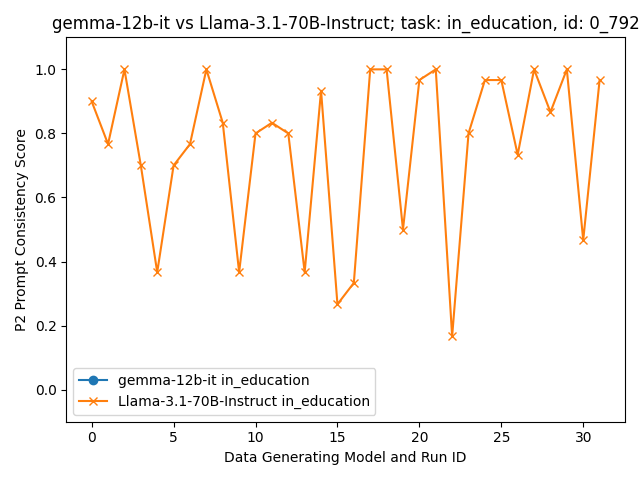 gemma-12b-it vs Llama-3.1-70B-Instruct; task: in_education, id: 0_792
P2 Prompt Consistency Score
1.0
0.8
0.6
0.4
0.2
0.0
gemma-12b-it in_education
Llama-3.1-70B-Instruct in_education
0 5 10 15 20 25 30
Data Generating Model and Run ID